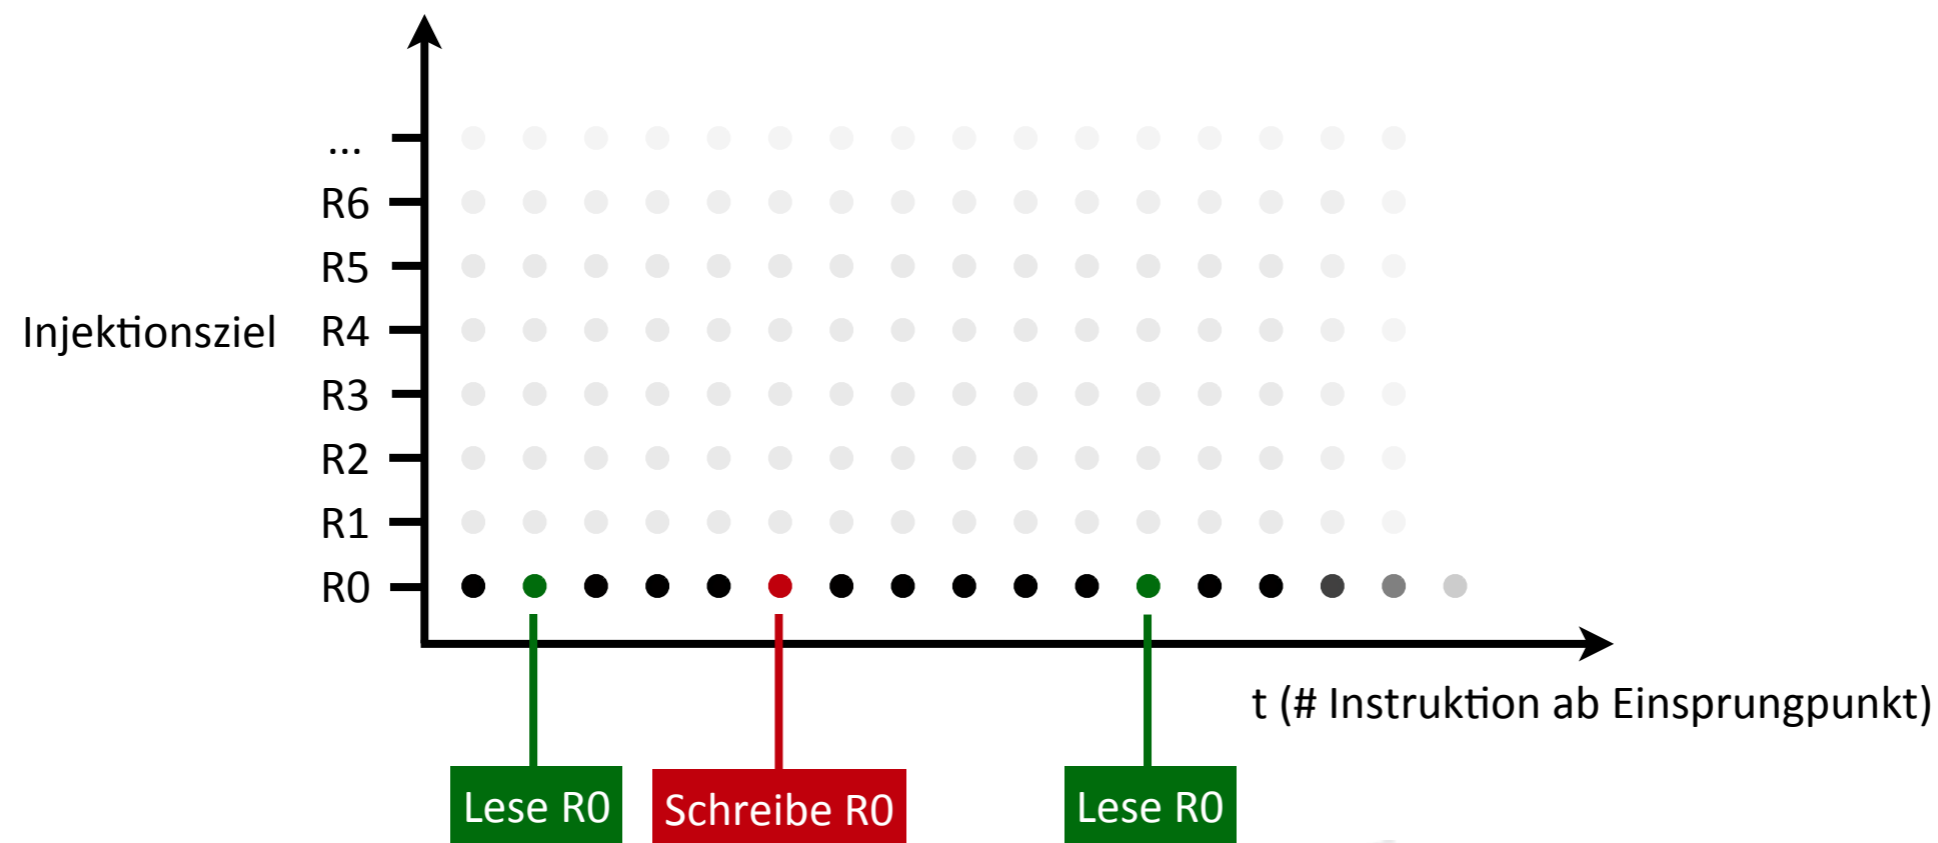 ...
R6
R5
Injektionsziel R4
R3
R2
R1
R0
t (# Instruktion ab Einsprungpunkt)
Lese R0 Schreibe R0 Lese R0